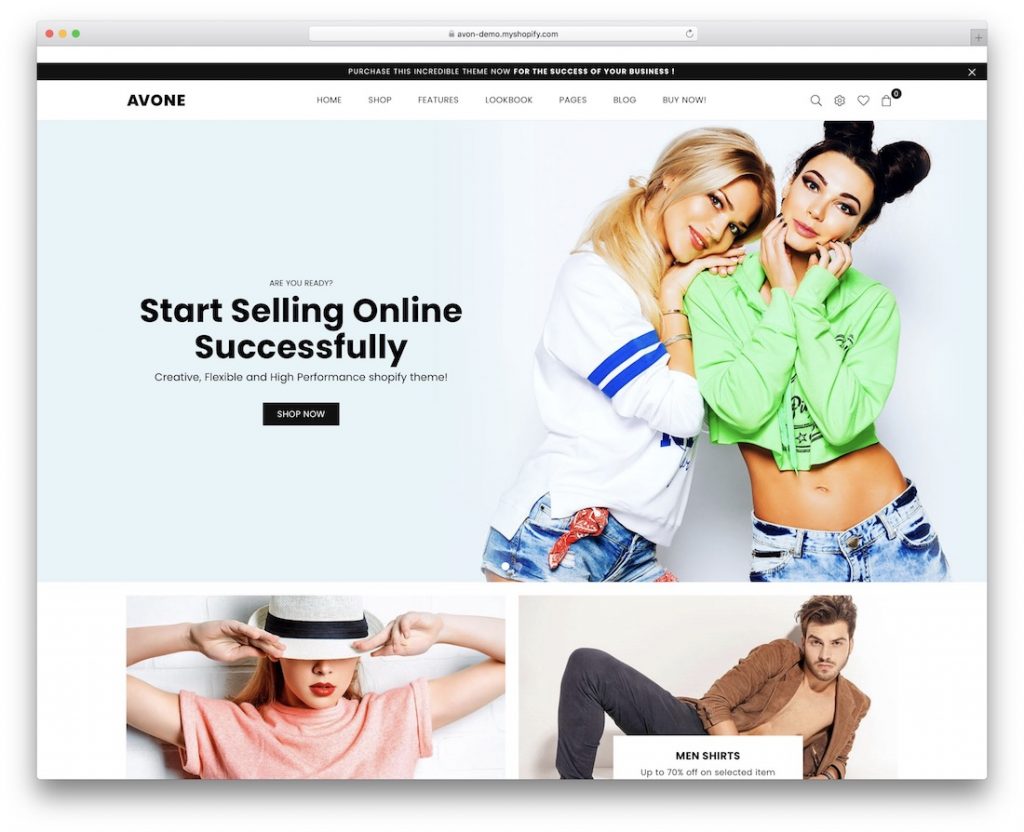 avon-demo.myshopify.com
PURCHASE THIS INCREDIBLE THEME NOW FOR THE SUCCESS OF YOUR BUSINESS !
AVONE
HOME SHOP FEATURES LOOKBOOK PAGES BLOG BUY NOW!
0
ARE YOU READY?
Start Selling Online
Successfully
Creative, Flexible and High Performance shopify theme!
SHOP NOW
MEN SHIRTS
Up to 70% off on selected item